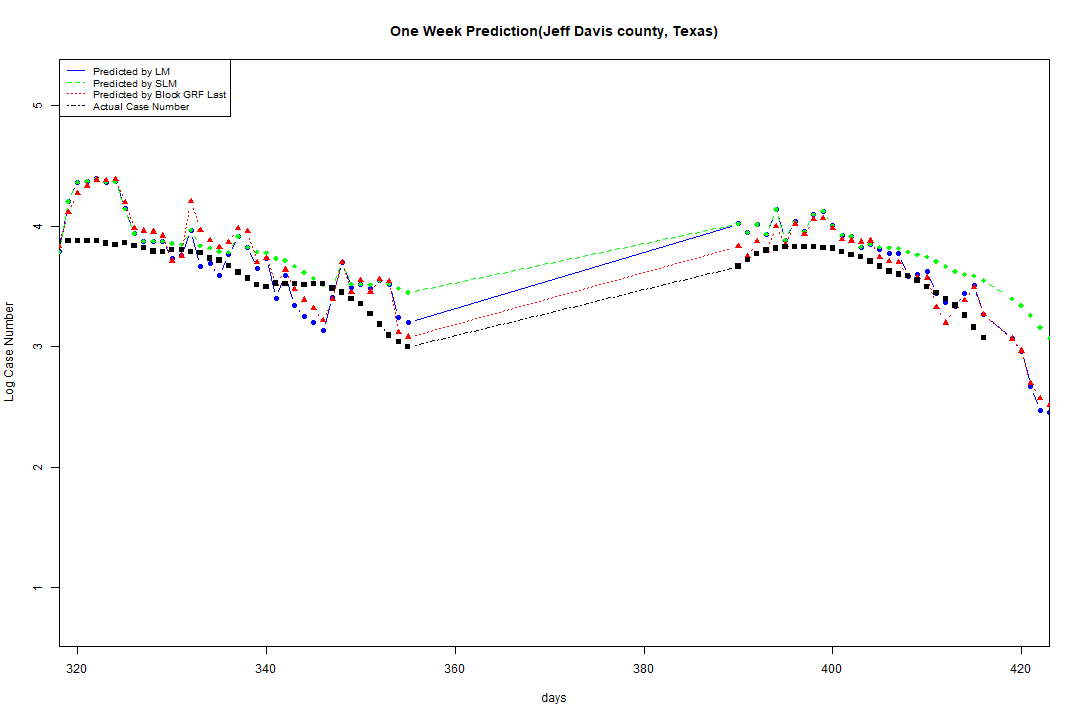 One Week Prediction(Jeff Davis county, Texas)
Predicted by LM
Predicted by SLM
Predicted by Block GRF Last
Actual Case Number
5
4
3
2
1
Log Case Number
320 340 360 380 400 420
days